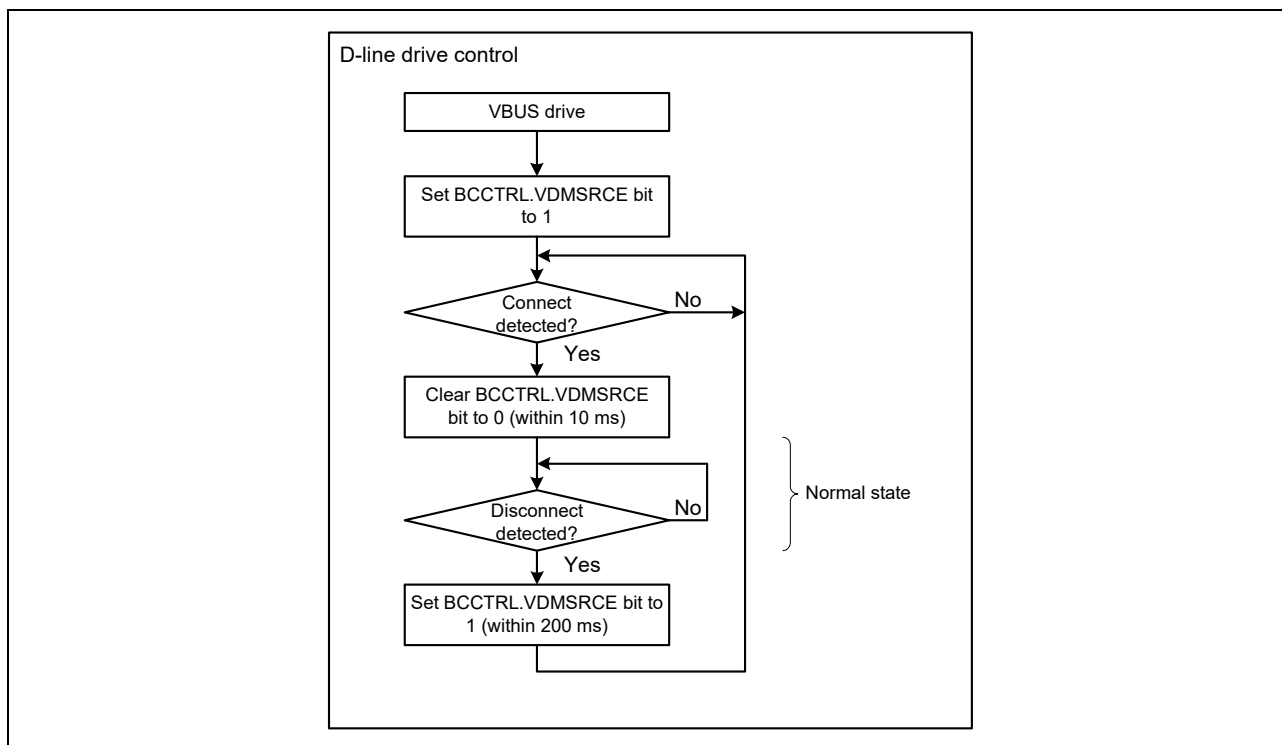 D-line drive control
VBUS drive
Set BCCTRL.VDMSRCE bit
to 1
Connect
detected?
No
Yes
Clear BCCTRL.VDMSRCE
bit to 0 (within 10 ms)
Normal state
Disconnect
detected?
No
Yes
Set BCCTRL.VDMSRCE bit to
1 (within 200 ms)